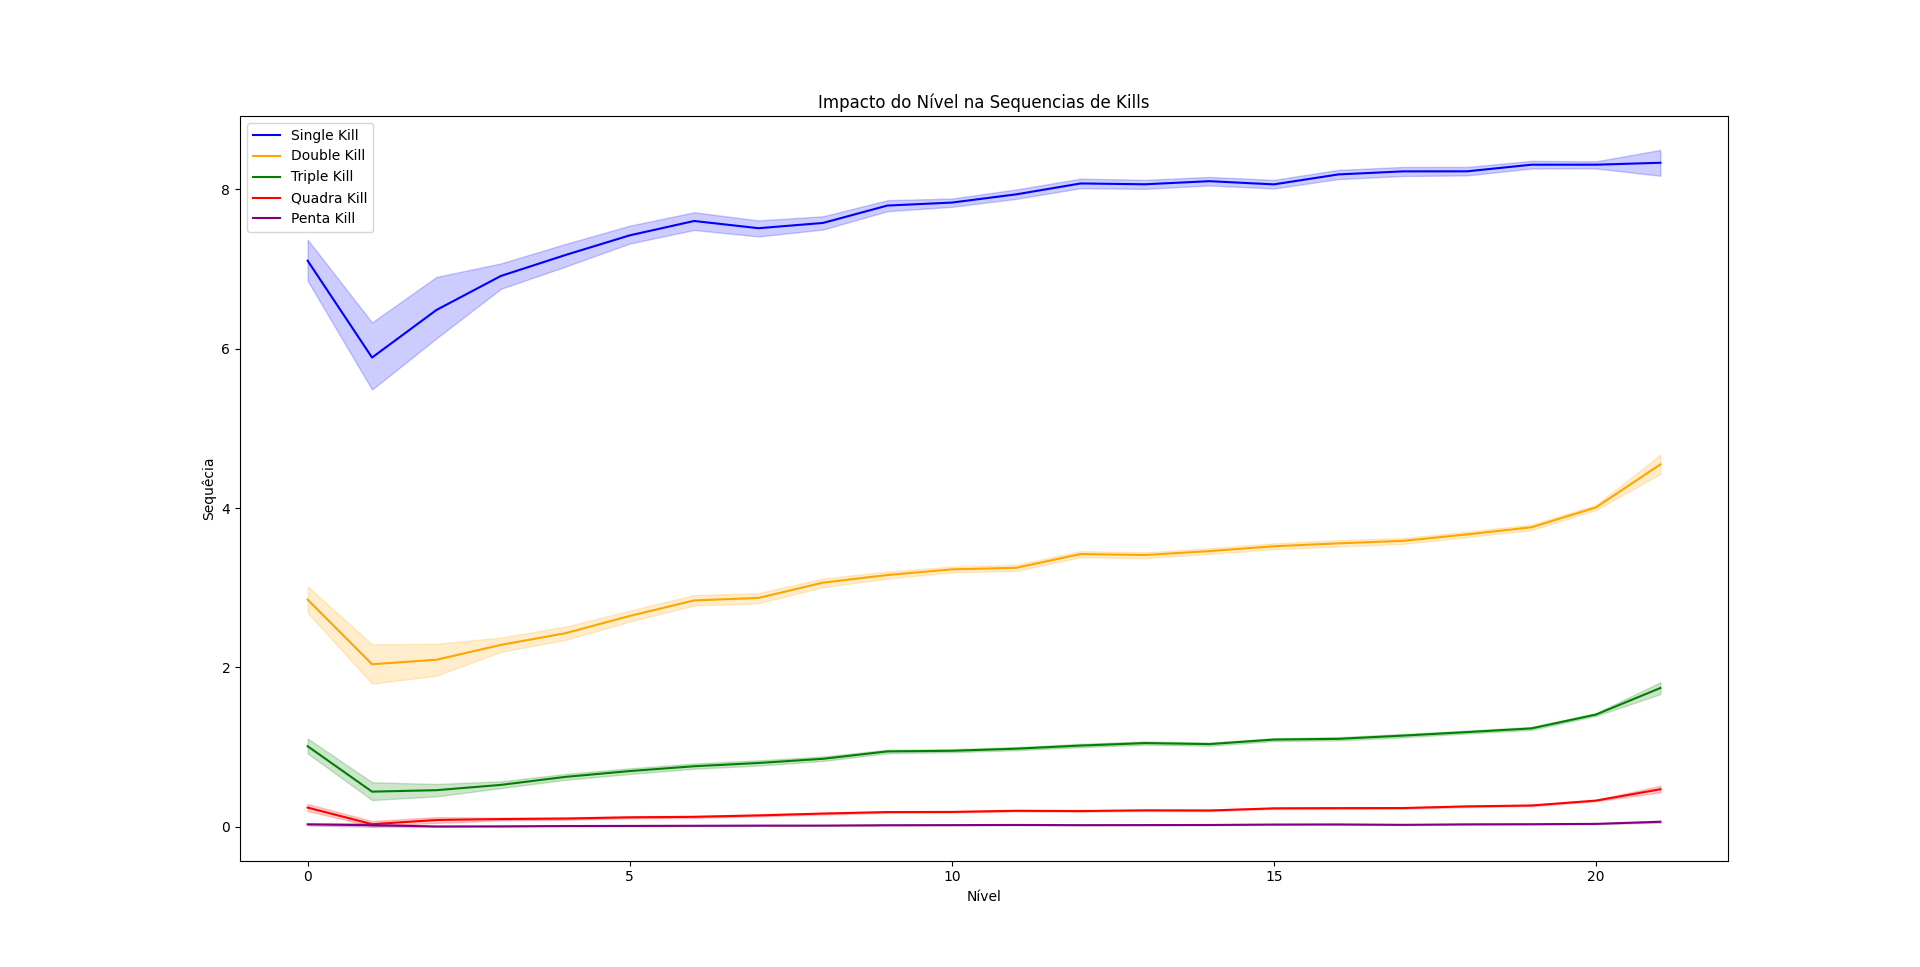 Impacto do Nível na Sequencias de Kills
Single Kill
Double Kill
Triple Kill
Quadra Kill
Penta Kill
8
6
4
2
0
Sequêcia
0 5 10 15 20
Nível